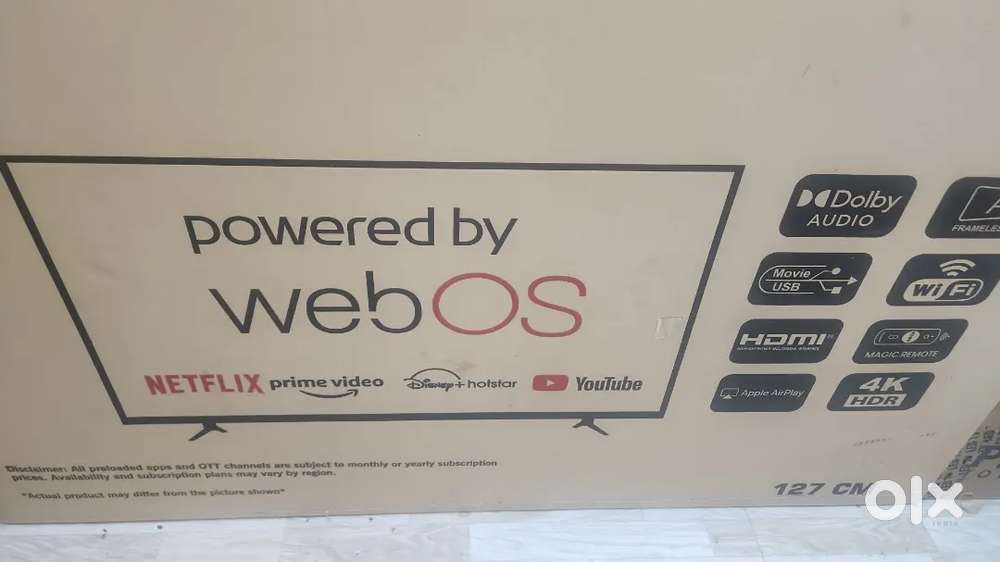 powered by
webOS
NETFLIX prime video Disney+ hotstar YouTube
Dolby
AUDIO
FRAMELES
Movie
USB
WiFi
HDMI
MAGIC REMOTE
Apple AirPlay
4K
HDR
Disclaimer: All preloaded apps and OTT channels are subject to monthly or yearly subscription
prices. Availability and subscription plans may vary by region.
"Actual product may differ from the picture shown"
127 CM
olx
INDIA